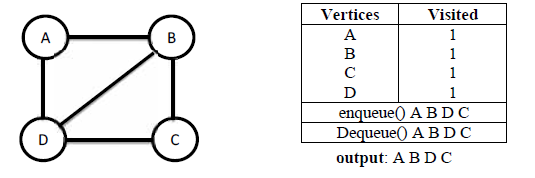 A B
D C
Vertices Visited
A 1
B 1
C 1
D 1
enqueue() A B D C
Dequeue() A B D C
output: A B D C